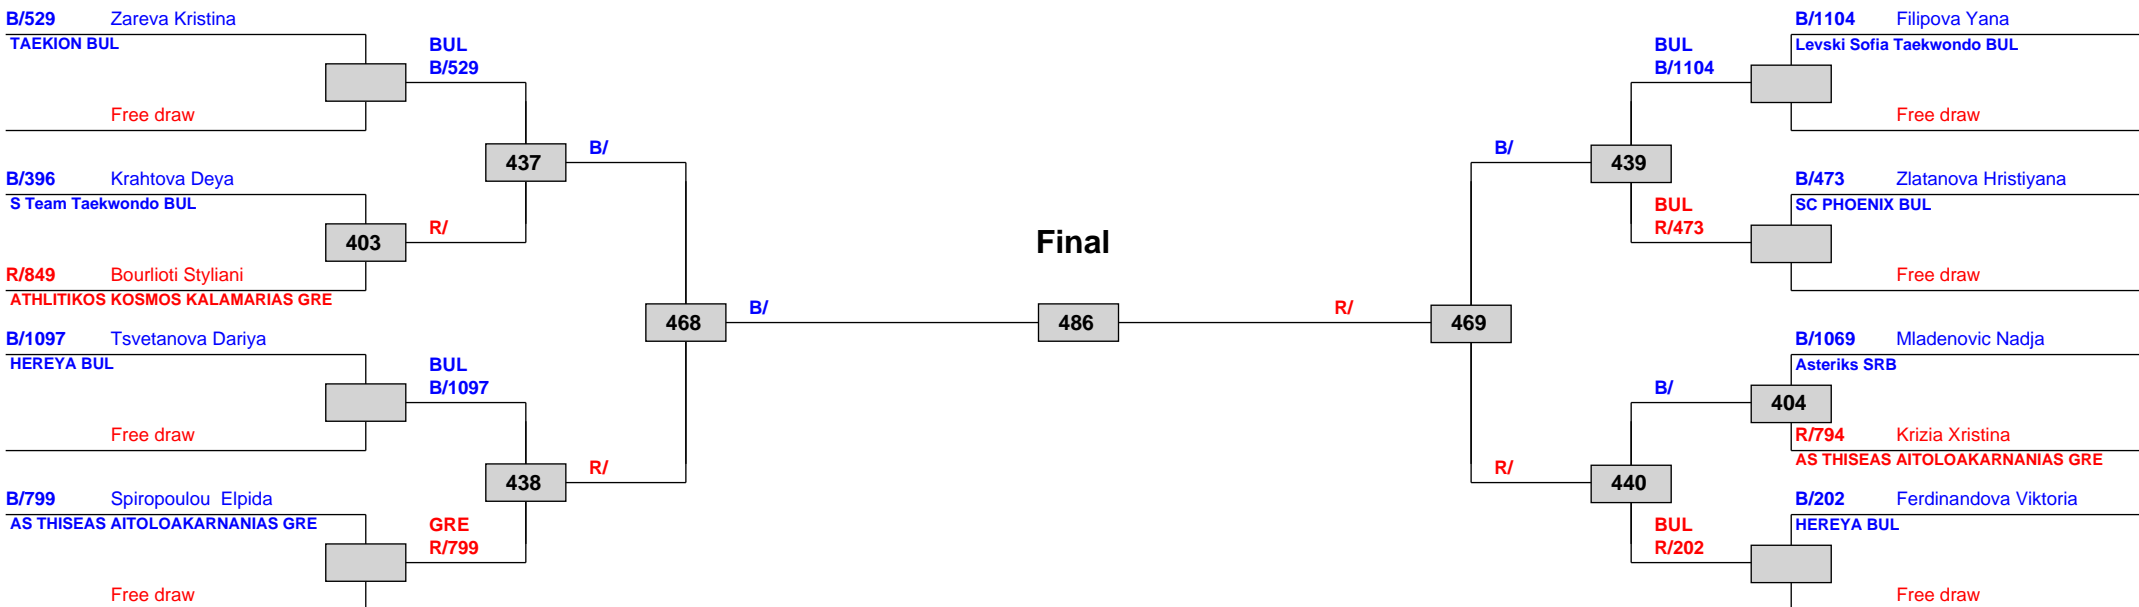 B/529 Zareva Kristina
TAEKION BUL
BUL
B/529
Free draw
437
B/
B/396 Krahtova Deya
S Team Taekwondo BUL
403
R/
R/849 Bourlioti Styliani
ATHLITIKOS KOSMOS KALAMARIAS GRE
468
B/
B/1097 Tsvetanova Dariya
HEREYA BUL
BUL
B/1097
Free draw
438
R/
B/799 Spiropoulou  Elpida
AS THISEAS AITOLOAKARNANIAS GRE
GRE
R/799
Free draw
Final
486
B/1104 Filipova Yana
Levski Sofia Taekwondo BUL
BUL
B/1104
Free draw
B/
439
B/473 Zlatanova Hristiyana
SC PHOENIX BUL
BUL
R/473
Free draw
R/
469
B/1069 Mladenovic Nadja
Asteriks SRB
B/
404
R/794 Krizia Xristina
AS THISEAS AITOLOAKARNANIAS GRE
R/
440
B/202 Ferdinandova Viktoria
HEREYA BUL
BUL
R/202
Free draw